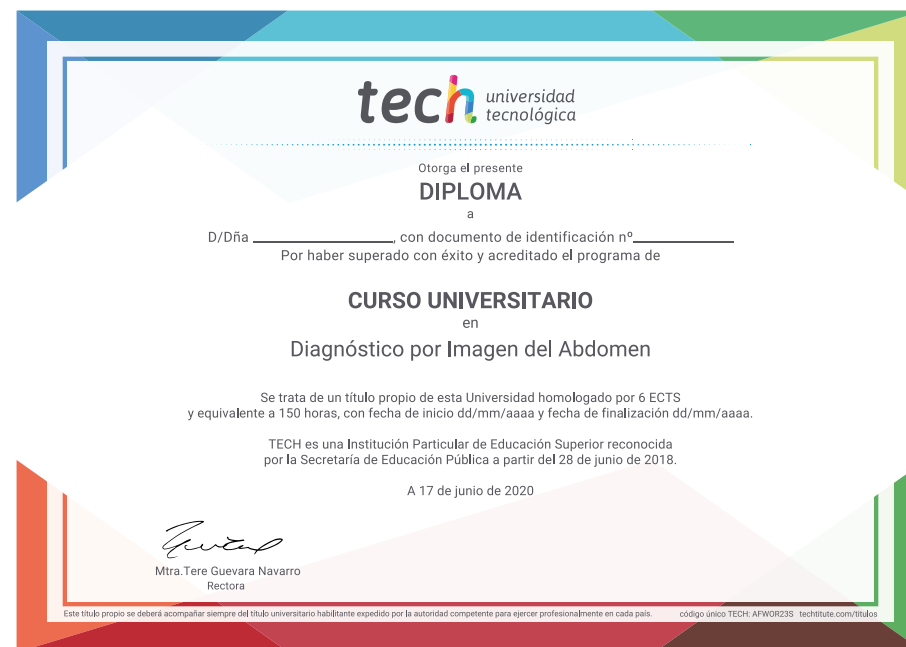 tech universidad
tecnológica
Otorga el presente
DIPLOMA
a
D/Dña ____________, con documento de identificación nº____________
Por haber superado con éxito y acreditado el programa de
CURSO UNIVERSITARIO
en
Diagnóstico por Imagen del Abdomen
Se trata de un título propio de esta Universidad homologado por 6 ECTS
y equivalente a 150 horas, con fecha de inicio dd/mm/aaaa y fecha de finalización dd/mm/aaaa.
TECH es una Institución Particular de Educación Superior reconocida
por la Secretaría de Educación Pública a partir del 28 de junio de 2018.
A 17 de junio de 2020
Mtra.Tere Guevara Navarro
Rectora
Este título propio se deberá acompañar siempre del título universitario habilitante expedido por la autoridad competente para ejercer profesionalmente en cada país. código único TECH: AFWOR23S techtitute.com/titulos